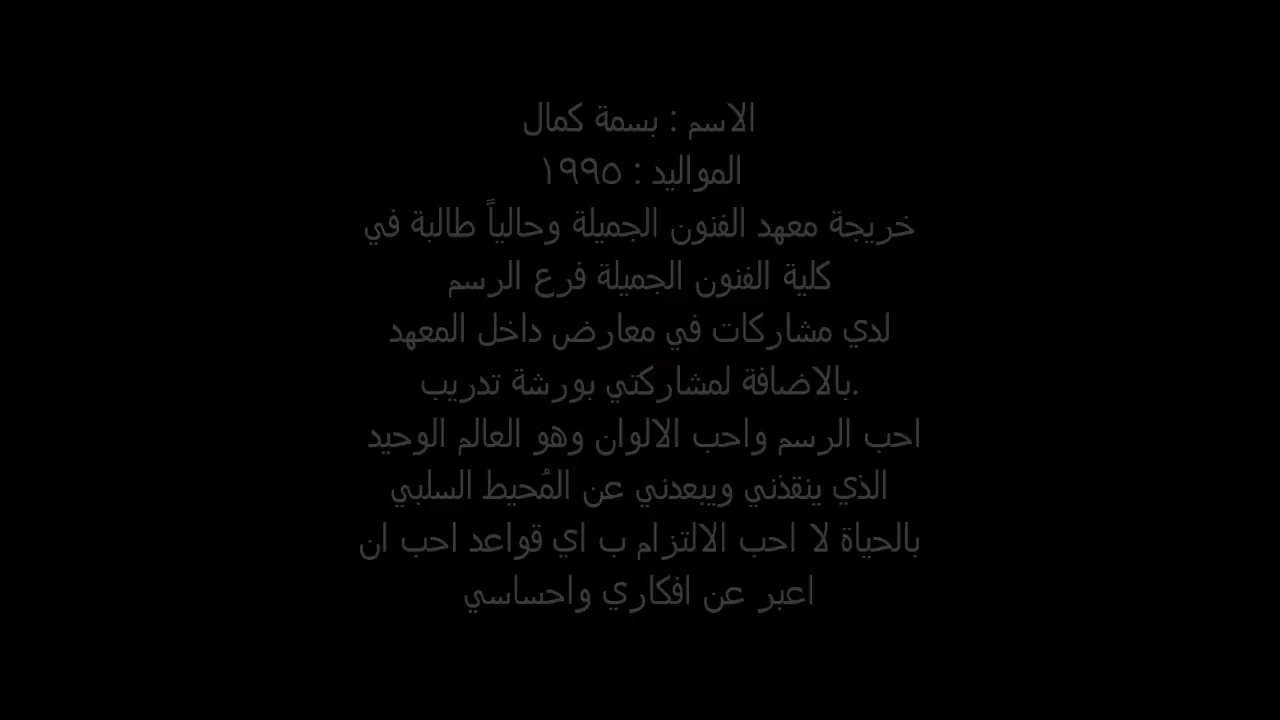 الاسم : بسمة كمال
المواليد : ١٩٩٥
خريجة معهد الفنون الجميلة وحالياً طالبة في
كلية الفنون الجميلة فرع الرسم
لدي مشاركات في معارض داخل المعهد
بالاضافة لمشاركتي بورشة تدريب.
احب الرسم واحب الالوان وهو العالم الوحيد
الذي ينقذني ويبعدني عن المُحيط السلبي
بالحياة لا احب الالتزام ب اي قواعد احب ان
اعبر عن افكاري واحساسي